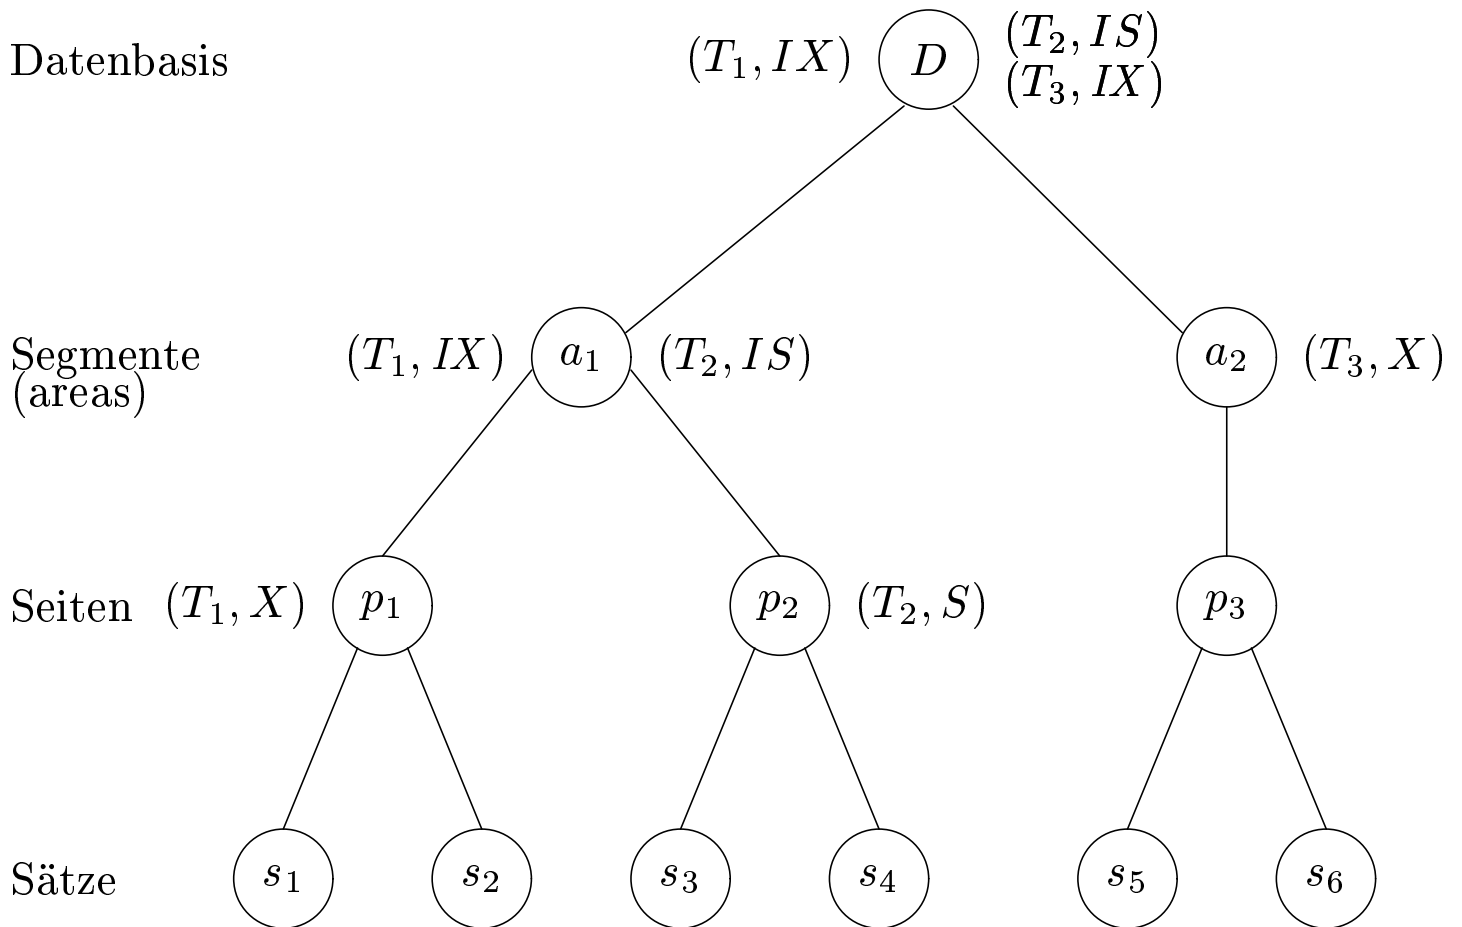 Datenbasis (T₁, IX) D (T₂, IS)
(T₃, IX)
Segmente (T₁, IX) a₁ (T₂, IS) a₂ (T₃, X)
(areas)
Seiten (T₁, X) p₁ p₂ (T₂, S) p₃
Sätze s₁ s₂ s₃ s₄ s₅ s₆